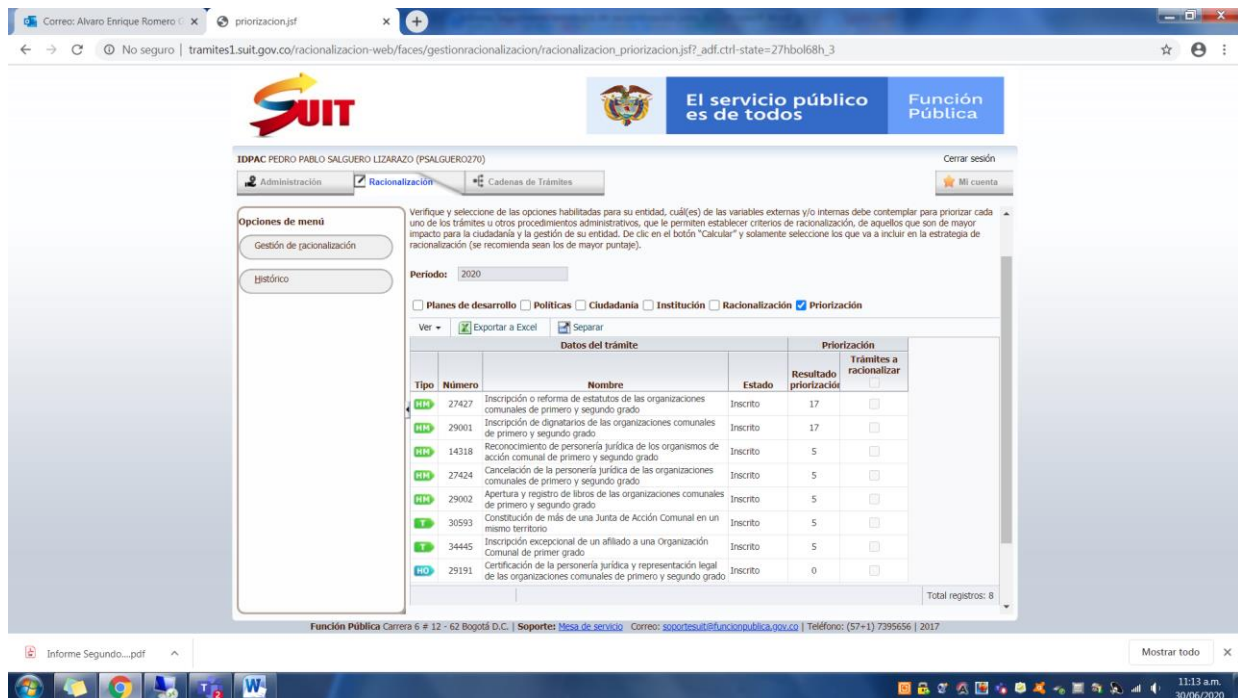 Correo: Alvaro Enrique Romero
priorizacion.jsf
No seguro | tramites1.suit.gov.co/racionalizacion-web/faces/gestionracionalizacion/racionalizacion_priorizacion.jsf?_adf.ctrl-state=27hbol68h_3
SUIT
El servicio público
es de todos
Función
Pública
IDPAC PEDRO PABLO SALGUERO LIZARAZO (PSALGUERO270)
Cerrar sesión
Administración
Racionalización
Cadenas de Trámites
Mi cuenta
Opciones de menú
Gestión de racionalización
Histórico
Verifique y seleccione de las opciones habilitadas para su entidad, cuál(es) de las variables externas y/o internas debe contemplar para priorizar cada
uno de los trámites u otros procedimientos administrativos, que le permiten establecer criterios de racionalización, de aquellos que son de mayor
impacto para la ciudadanía y la gestión de su entidad. De clic en el botón "Calcular" y solamente seleccione los que va a incluir en la estrategia de
racionalización (se recomienda sean los de mayor puntaje).
Período: 2020
Planes de desarrollo Políticas Ciudadanía Institución Racionalización Priorización
Ver Exportar a Excel Separar
Datos del trámite Priorización
Tipo Número Nombre Estado Resultado priorización Trámites a racionalizar
HM 27427 Inscripción o reforma de estatutos de las organizaciones
comunales de primero y segundo grado Inscrito 17
HM 29001 Inscripción de dignatarios de las organizaciones comunales
de primero y segundo grado Inscrito 17
HM 14318 Reconocimiento de personería jurídica de los organismos de
acción comunal de primero y segundo grado Inscrito 5
HM 27424 Cancelación de la personería jurídica de las organizaciones
comunales de primero y segundo grado Inscrito 5
HM 29002 Apertura y registro de libros de las organizaciones comunales
de primero y segundo grado Inscrito 5
T 30593 Constitución de más de una Junta de Acción Comunal en un
mismo territorio Inscrito 5
T 34445 Inscripción excepcional de un afiliado a una Organización
Comunal de primer grado Inscrito 5
HO 29191 Certificación de la personería jurídica y representación legal
de las organizaciones comunales de primero y segundo grado Inscrito 0
Total registros: 8
Función Pública Carrera 6 # 12 - 62 Bogotá D.C. | Soporte: Mesa de servicio Correo: soportesuit@funcionpublica.gov.co | Teléfono: (57+1) 7395656 | 2017
Informe Segundo....pdf
Mostrar todo
11:13 a.m.
30/06/2020